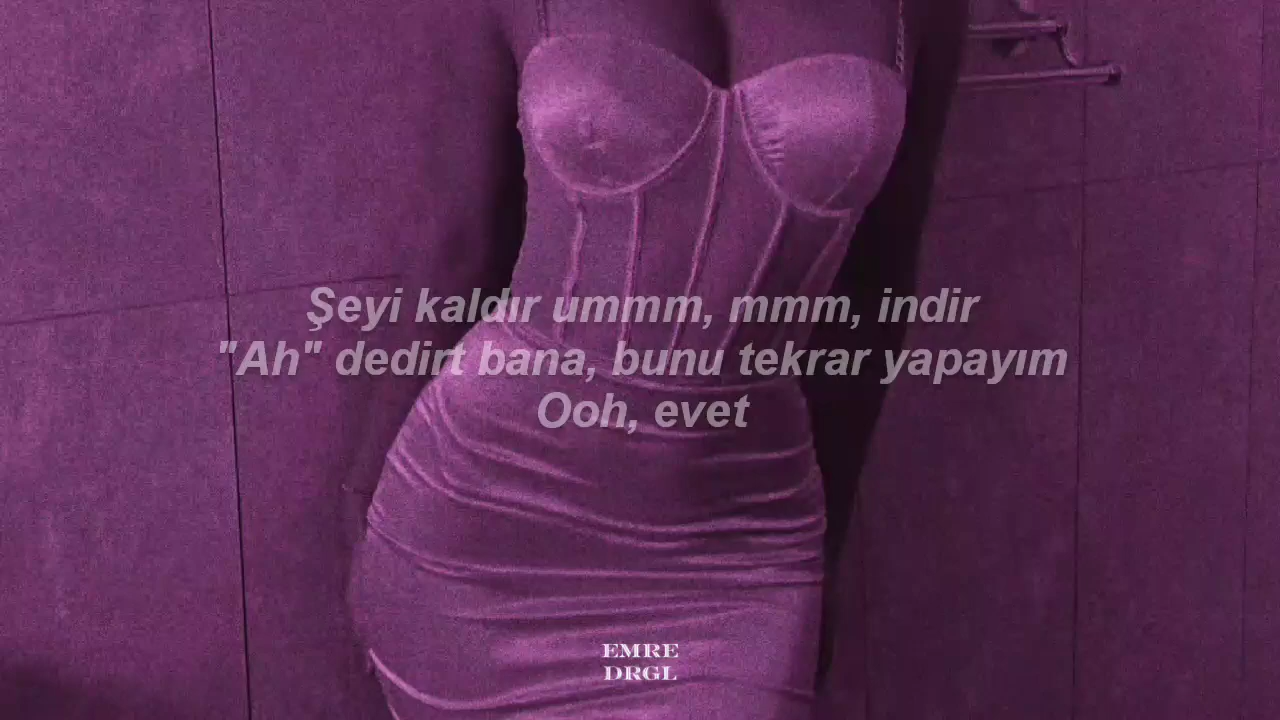 Şeyi kaldır ummm, mmm, indir
"Ah" dedirt bana, bunu tekrar yapayım
Ooh, evet
EMRE
DRGL